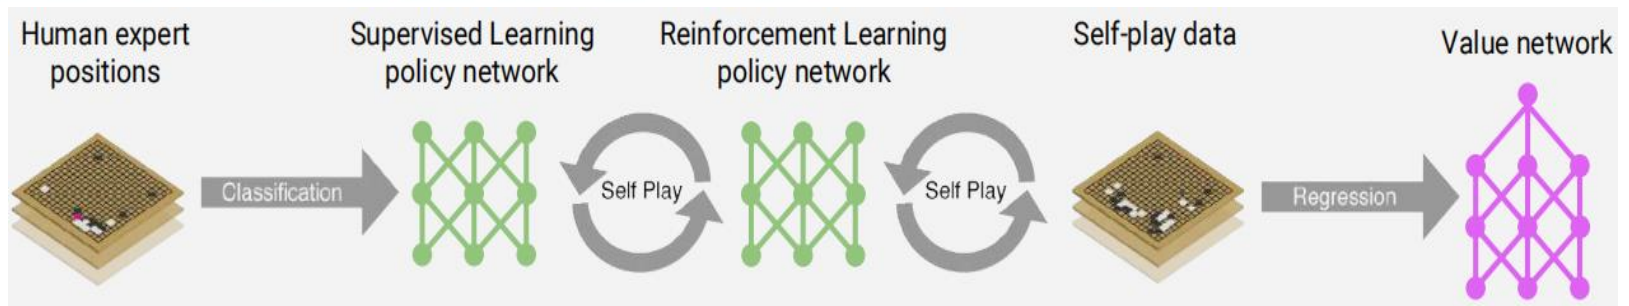 Human expert
positions
Supervised Learning
policy network
Reinforcement Learning
policy network
Self-play data
Value network
Classification
Self Play
Self Play
Regression